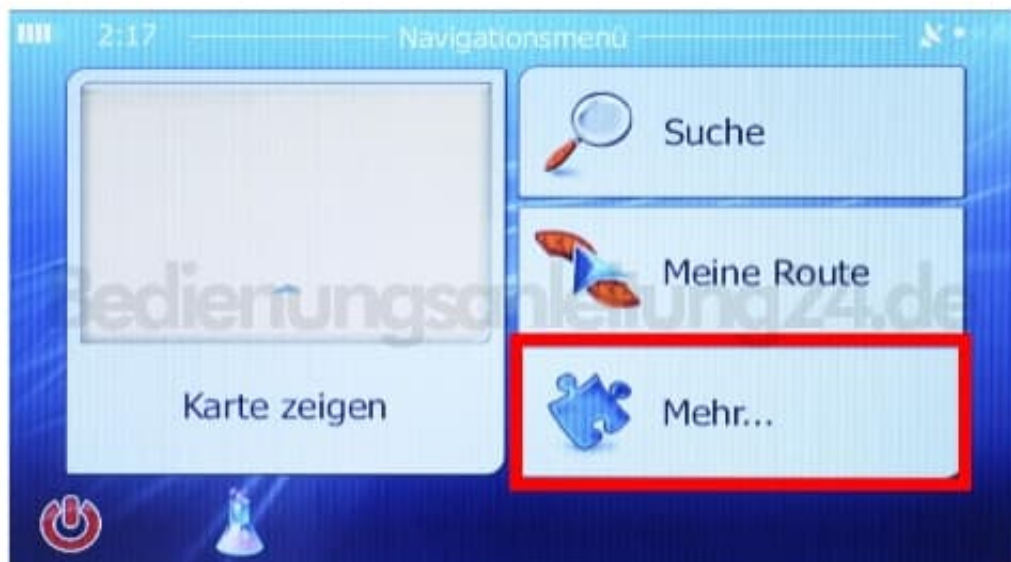 2:17 Navigationsmenü
Suche
Meine Route
Bedienungsanleitung24.de
Karte zeigen
Mehr...